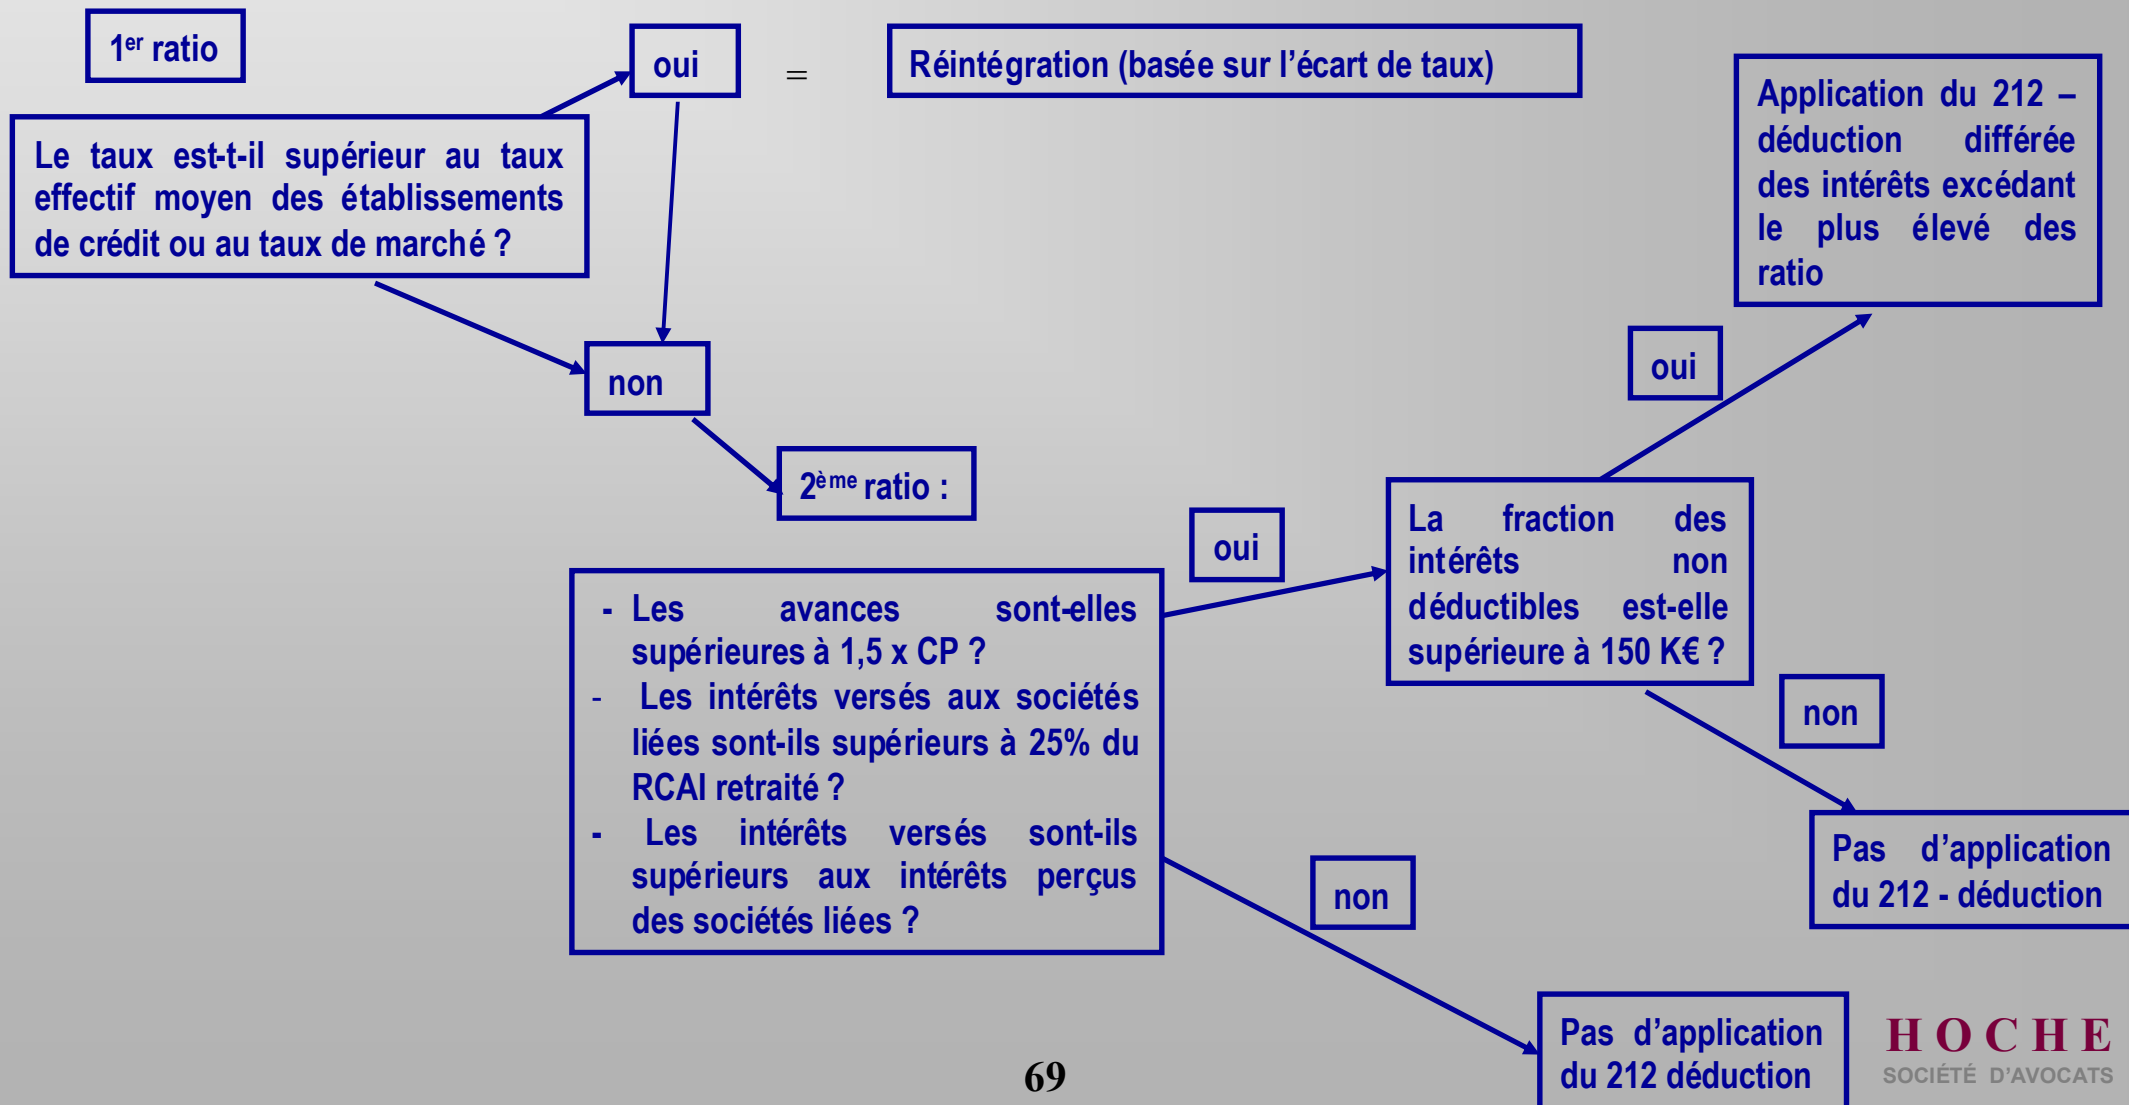 1er ratio
oui
=
Réintégration (basée sur l’écart de taux)
Le taux est-t-il supérieur au taux
effectif moyen des établissements
de crédit ou au taux de marché ?
non
2ème ratio :
- Les avances sont-elles
supérieures à 1,5 x CP ?
- Les intérêts versés aux sociétés
liées sont-ils supérieurs à 25% du
RCAI retraité ?
- Les intérêts versés sont-ils
supérieurs aux intérêts perçus
des sociétés liées ?
oui
La fraction des
intérêts non
déductibles est-elle
supérieure à 150 K€ ?
oui
Application du 212 –
déduction différée
des intérêts excédant
le plus élevé des
ratio
non
Pas d’application
du 212 - déduction
non
Pas d’application
du 212 déduction
69
HOCHE
SOCIÉTÉ D’AVOCATS